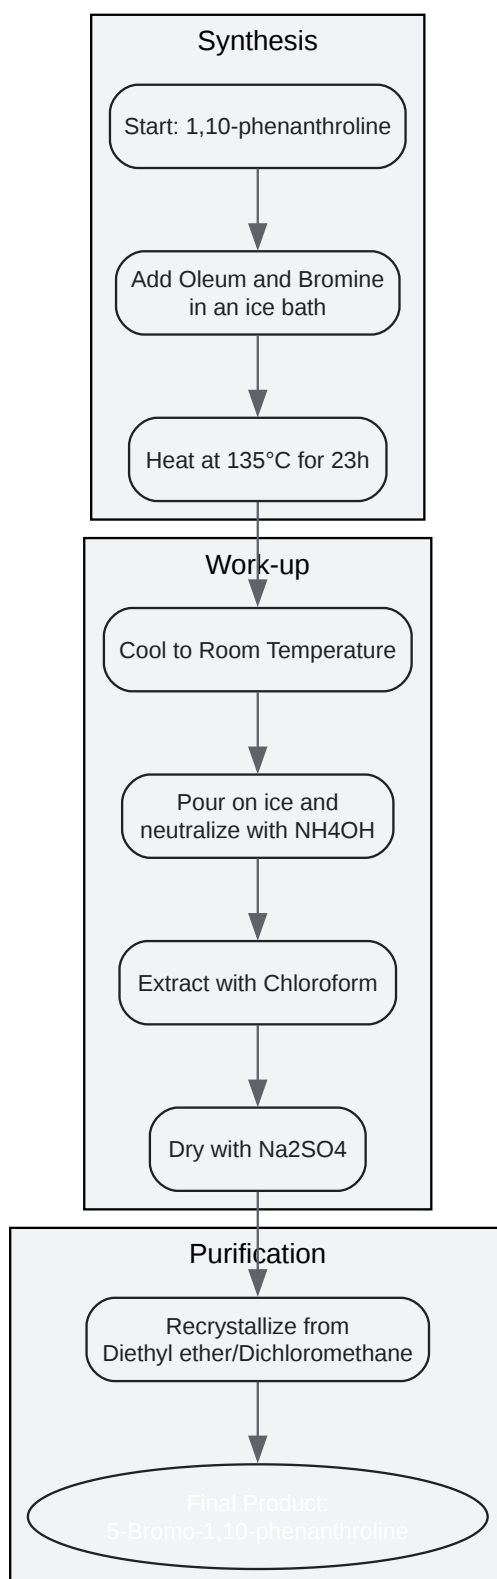 Synthesis
Start: 1,10-phenanthroline
Add Oleum and Bromine
in an ice bath
Heat at 135°C for 23h
Work-up
Cool to Room Temperature
Pour on ice and
neutralize with NH4OH
Extract with Chloroform
Dry with Na2SO4
Purification
Recrystallize from
Diethyl ether/Dichloromethane
Final Product:
5-Bromo-1,10-phenanthroline